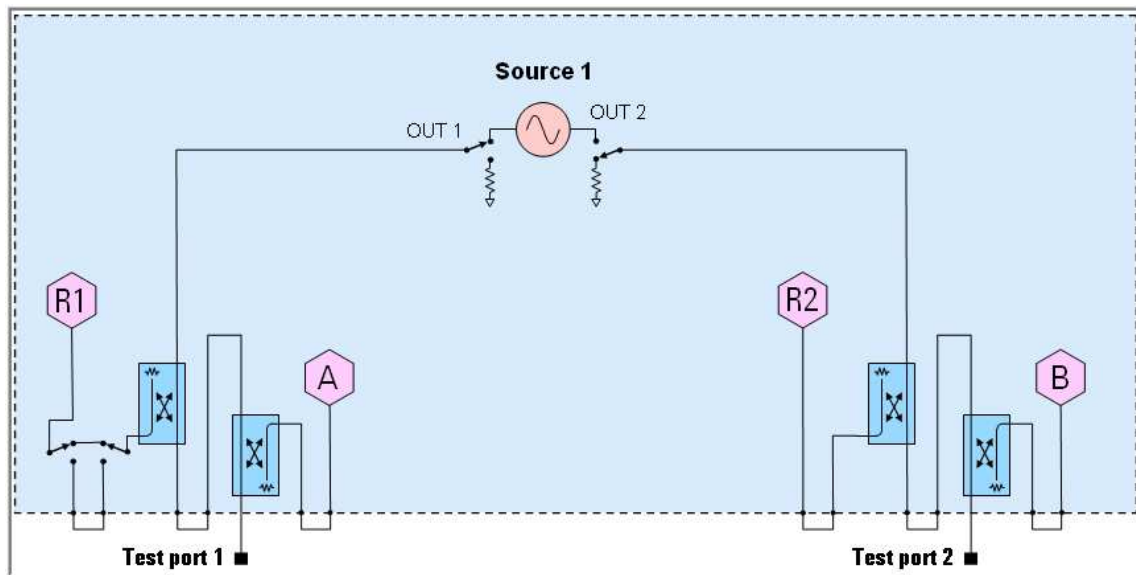 Source 1
OUT 1
OUT 2
R1
R2
A
B
Test port 1
Test port 2